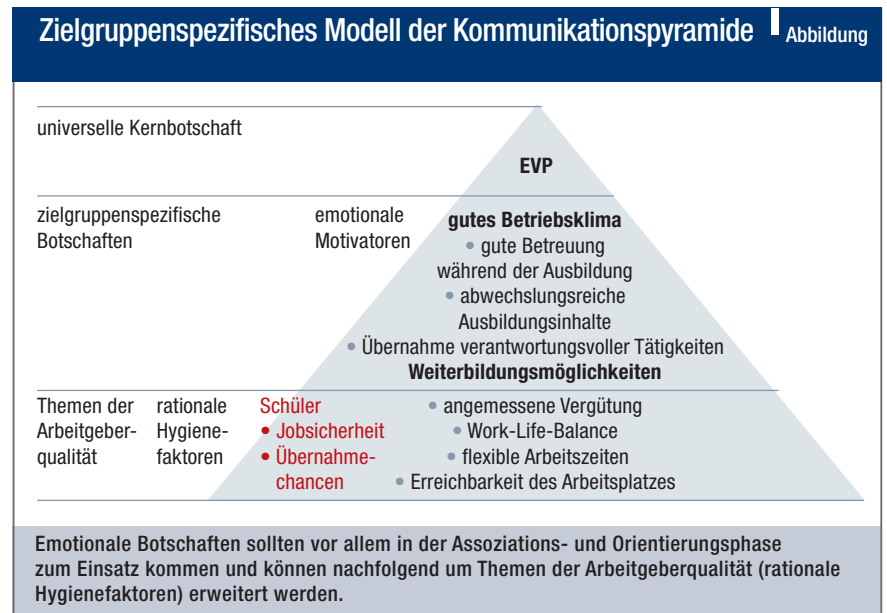 Zielgruppenspezifisches Modell der Kommunikationspyramide
Abbildung
universelle Kernbotschaft
EVP
zielgruppenspezifische
Botschaften
emotionale
Motivatoren
gutes Betriebsklima
• gute Betreuung
während der Ausbildung
• abwechslungsreiche
Ausbildungsinhalte
• Übernahme verantwortungsvoller Tätigkeiten
Weiterbildungsmöglichkeiten
Themen der
Arbeitgeber-
qualität
rationale
Hygiene-
faktoren
Schüler
• Jobsicherheit
• Übernahme-
chancen
• angemessene Vergütung
• Work-Life-Balance
• flexible Arbeitszeiten
• Erreichbarkeit des Arbeitsplatzes
Emotionale Botschaften sollten vor allem in der Assoziations- und Orientierungsphase
zum Einsatz kommen und können nachfolgend um Themen der Arbeitgeberqualität (rationale
Hygienefaktoren) erweitert werden.